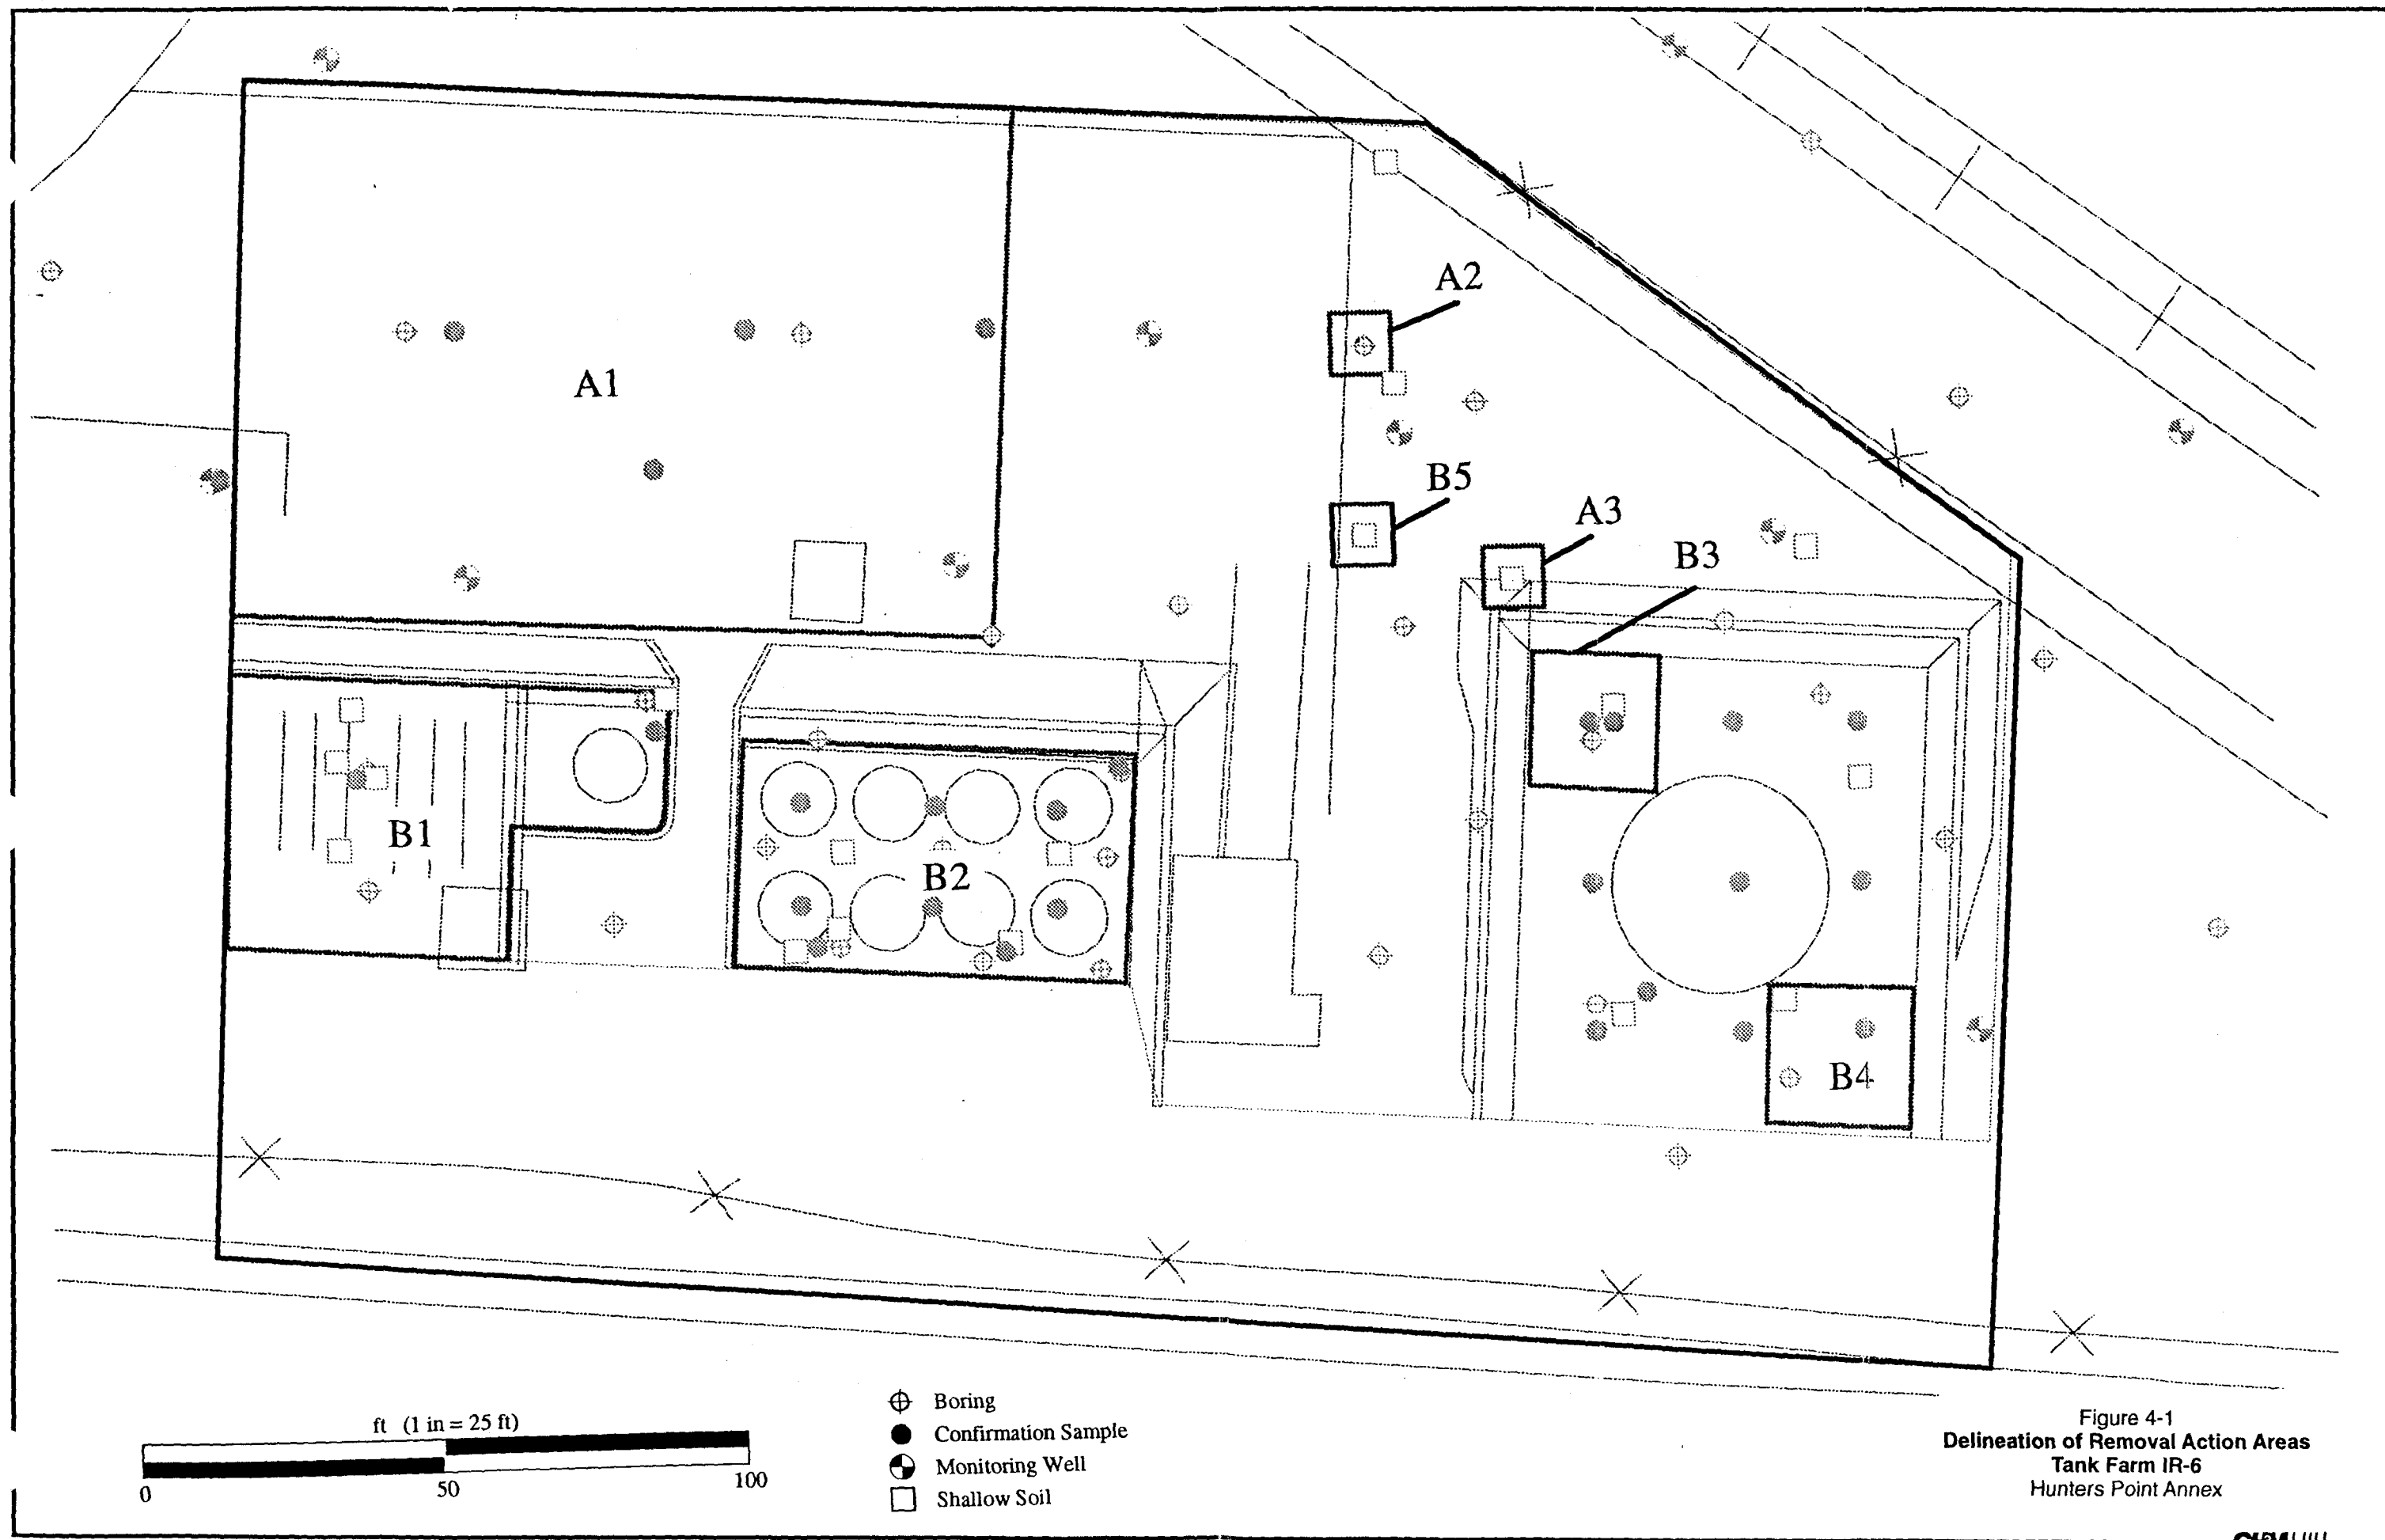 A2
A1
B5
A3
B3
B1
B2
B4
ft (1 in = 25 ft)
0
50
100
Boring
Confirmation Sample
Monitoring Well
Shallow Soil
Figure 4-1
Delineation of Removal Action Areas
Tank Farm IR-6
Hunters Point Annex